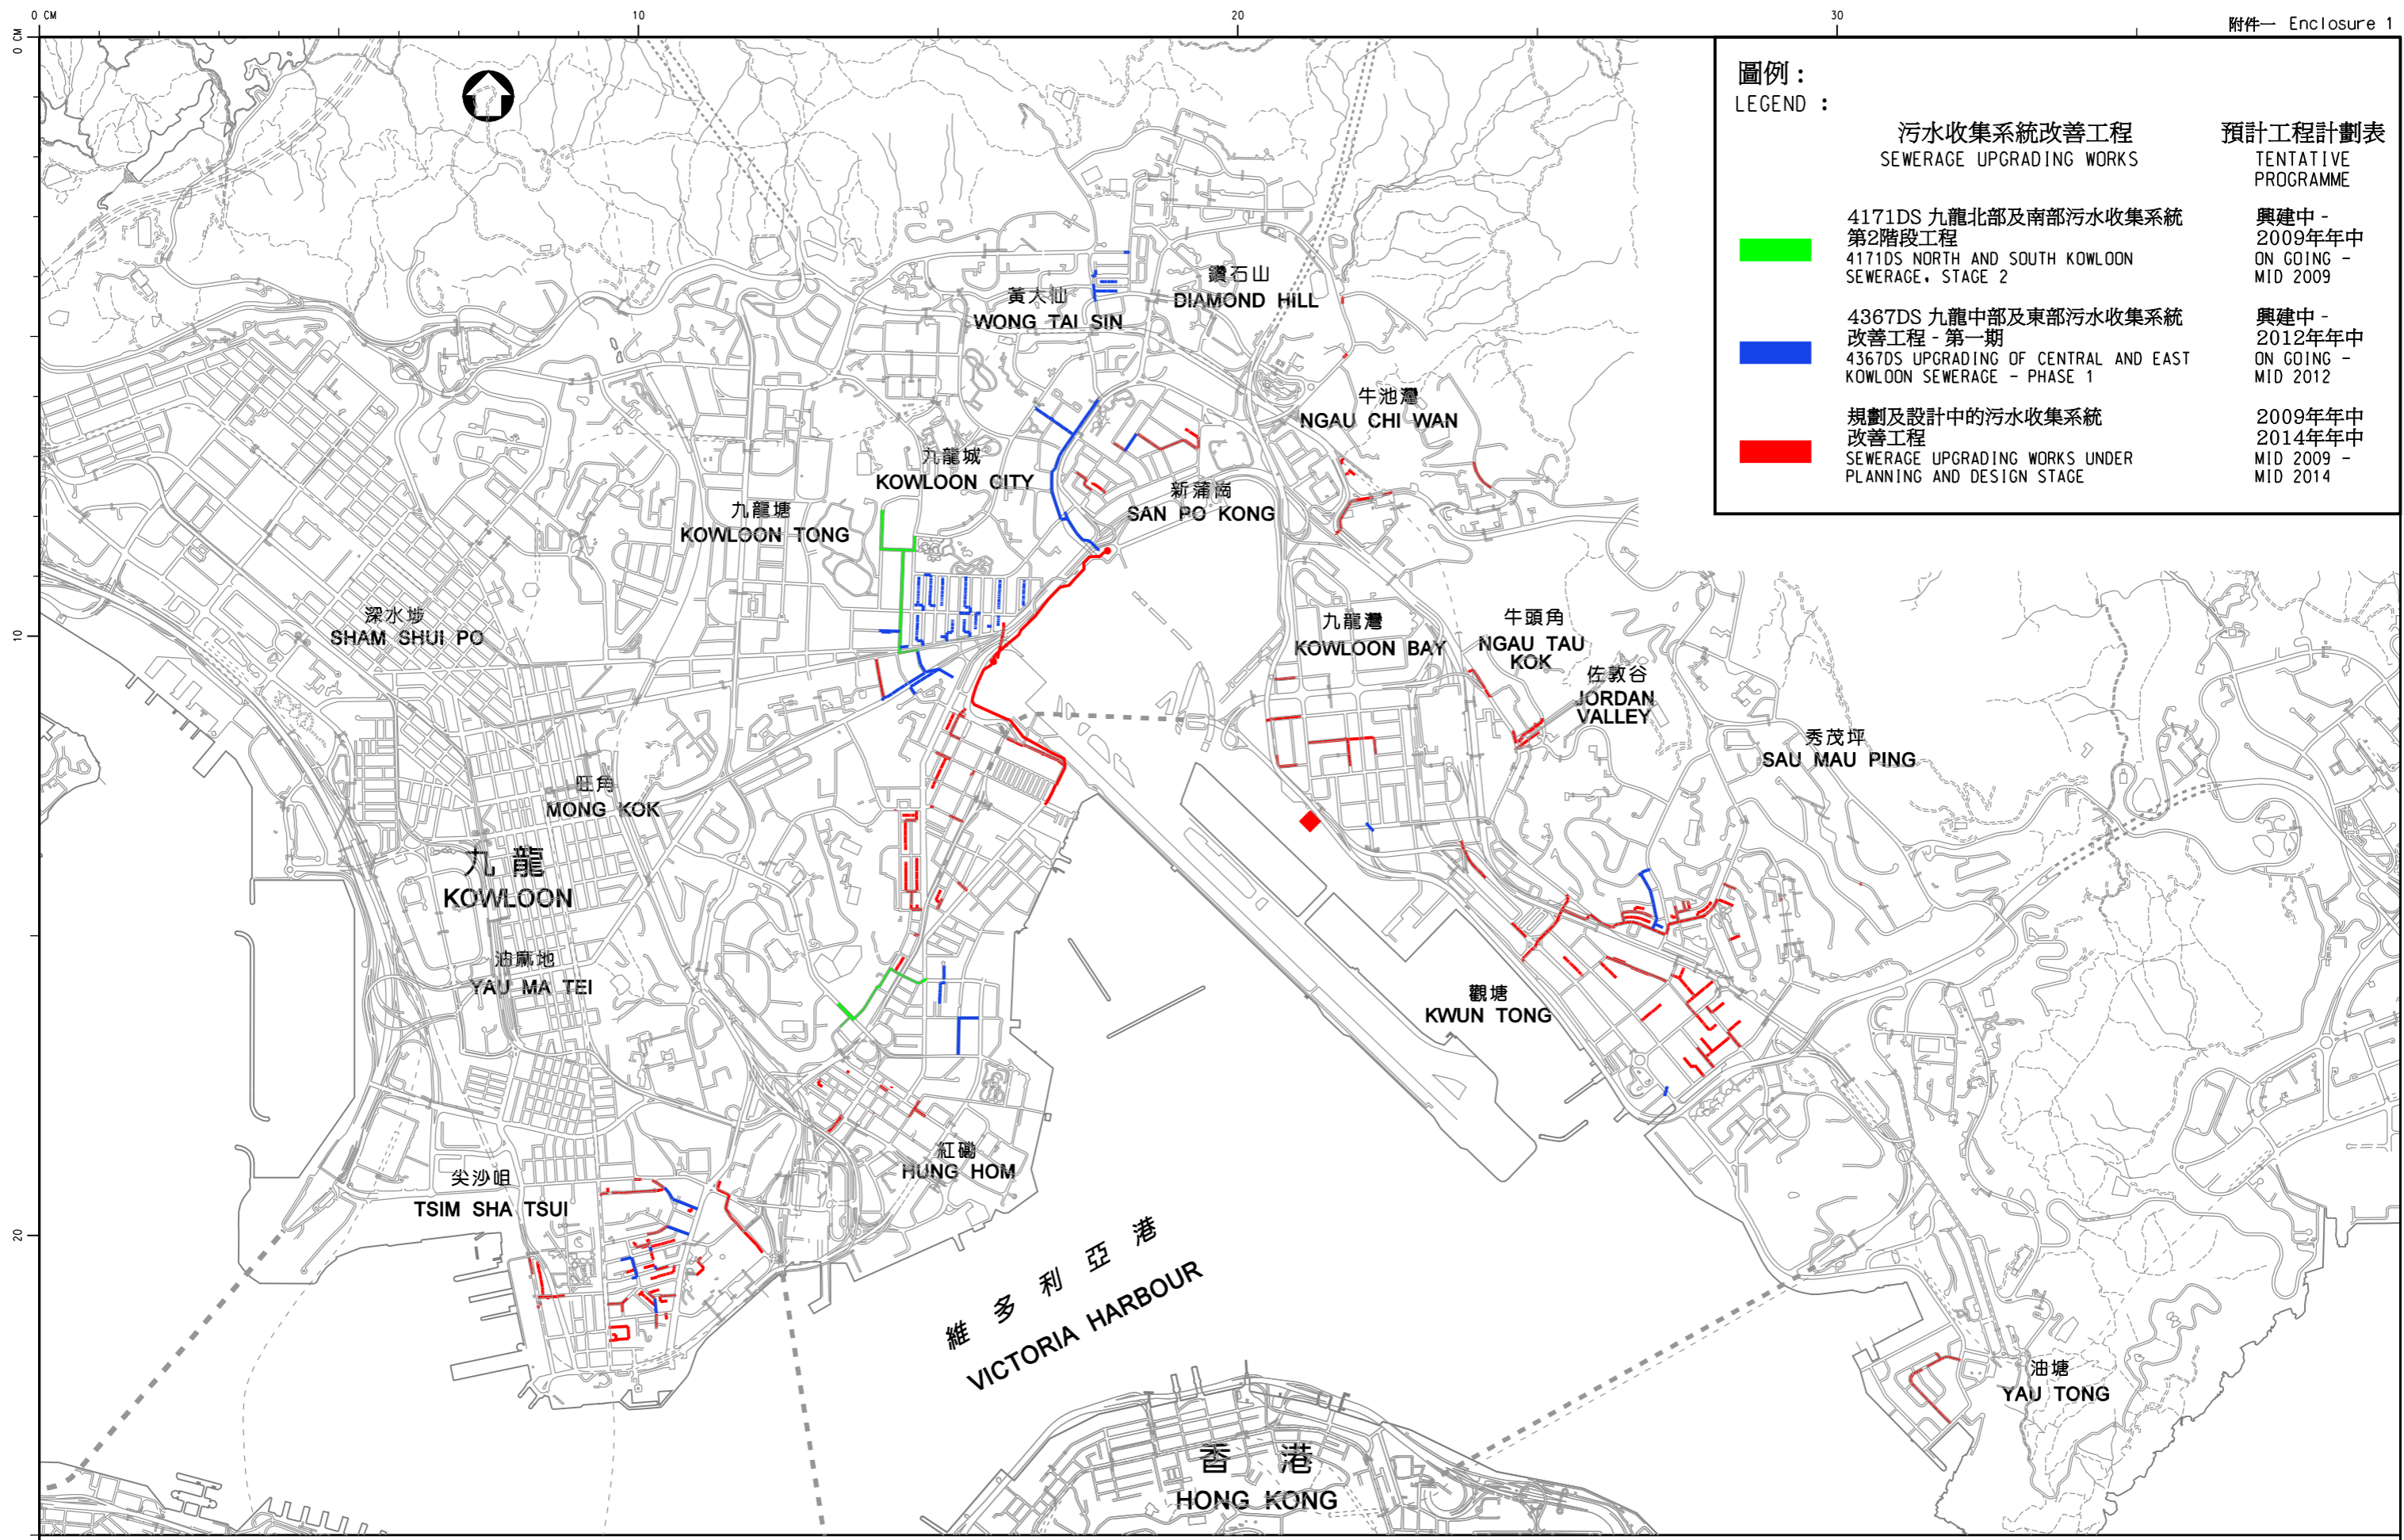 0 CM
10
20
30
附件一 Enclosure 1
0 CM
10
20
圖例 :
LEGEND :
污水收集系統改善工程
SEWERAGE UPGRADING WORKS
預計工程計劃表
TENTATIVE
PROGRAMME
4171DS 九龍北部及南部污水收集系統
第2階段工程
4171DS NORTH AND SOUTH KOWLOON
SEWERAGE, STAGE 2
興建中 -
2009年年中
ON GOING -
MID 2009
4367DS 九龍中部及東部污水收集系統
改善工程 - 第一期
4367DS UPGRADING OF CENTRAL AND EAST
KOWLOON SEWERAGE - PHASE 1
興建中 -
2012年年中
ON GOING -
MID 2012
規劃及設計中的污水收集系統
改善工程
SEWERAGE UPGRADING WORKS UNDER
PLANNING AND DESIGN STAGE
2009年年中
2014年年中
MID 2009 -
MID 2014
鑽石山
DIAMOND HILL
黃大仙
WONG TAI SIN
牛池灣
NGAU CHI WAN
九龍城
KOWLOON CITY
新蒲崗
SAN PO KONG
九龍塘
KOWLOON TONG
深水埗
SHAM SHUI PO
九龍灣
KOWLOON BAY
牛頭角
NGAU TAU
KOK
佐敦谷
JORDAN
VALLEY
秀茂坪
SAU MAU PING
旺角
MONG KOK
九 龍
KOWLOON
油麻地
YAU MA TEI
觀塘
KWUN TONG
紅磡
HUNG HOM
尖沙咀
TSIM SHA TSUI
維 多 利 亞 港
VICTORIA HARBOUR
油塘
YAU TONG
香 港
HONG KONG